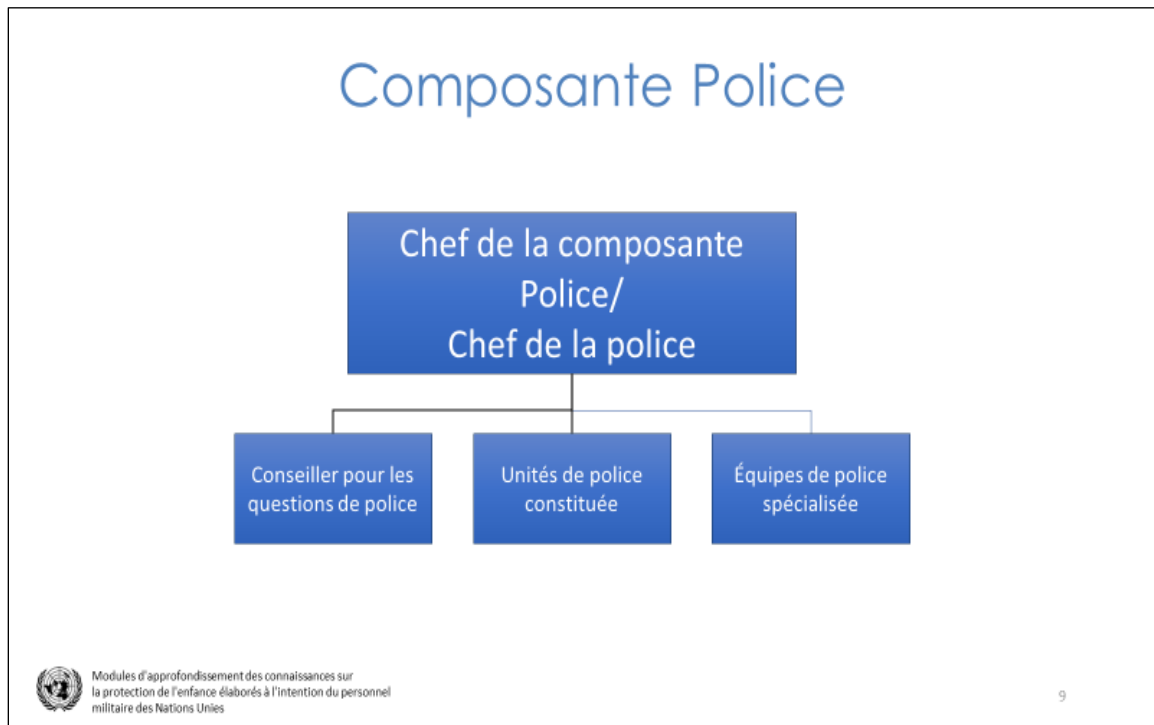 Composante Police
Chef de la composante
Police/
Chef de la police
Conseiller pour les
questions de police
Unités de police
constituée
Équipes de police
spécialisée
Modules d'approfondissement des connaissances sur
la protection de l'enfance élaborés à l'intention du personnel
militaire des Nations Unies
9